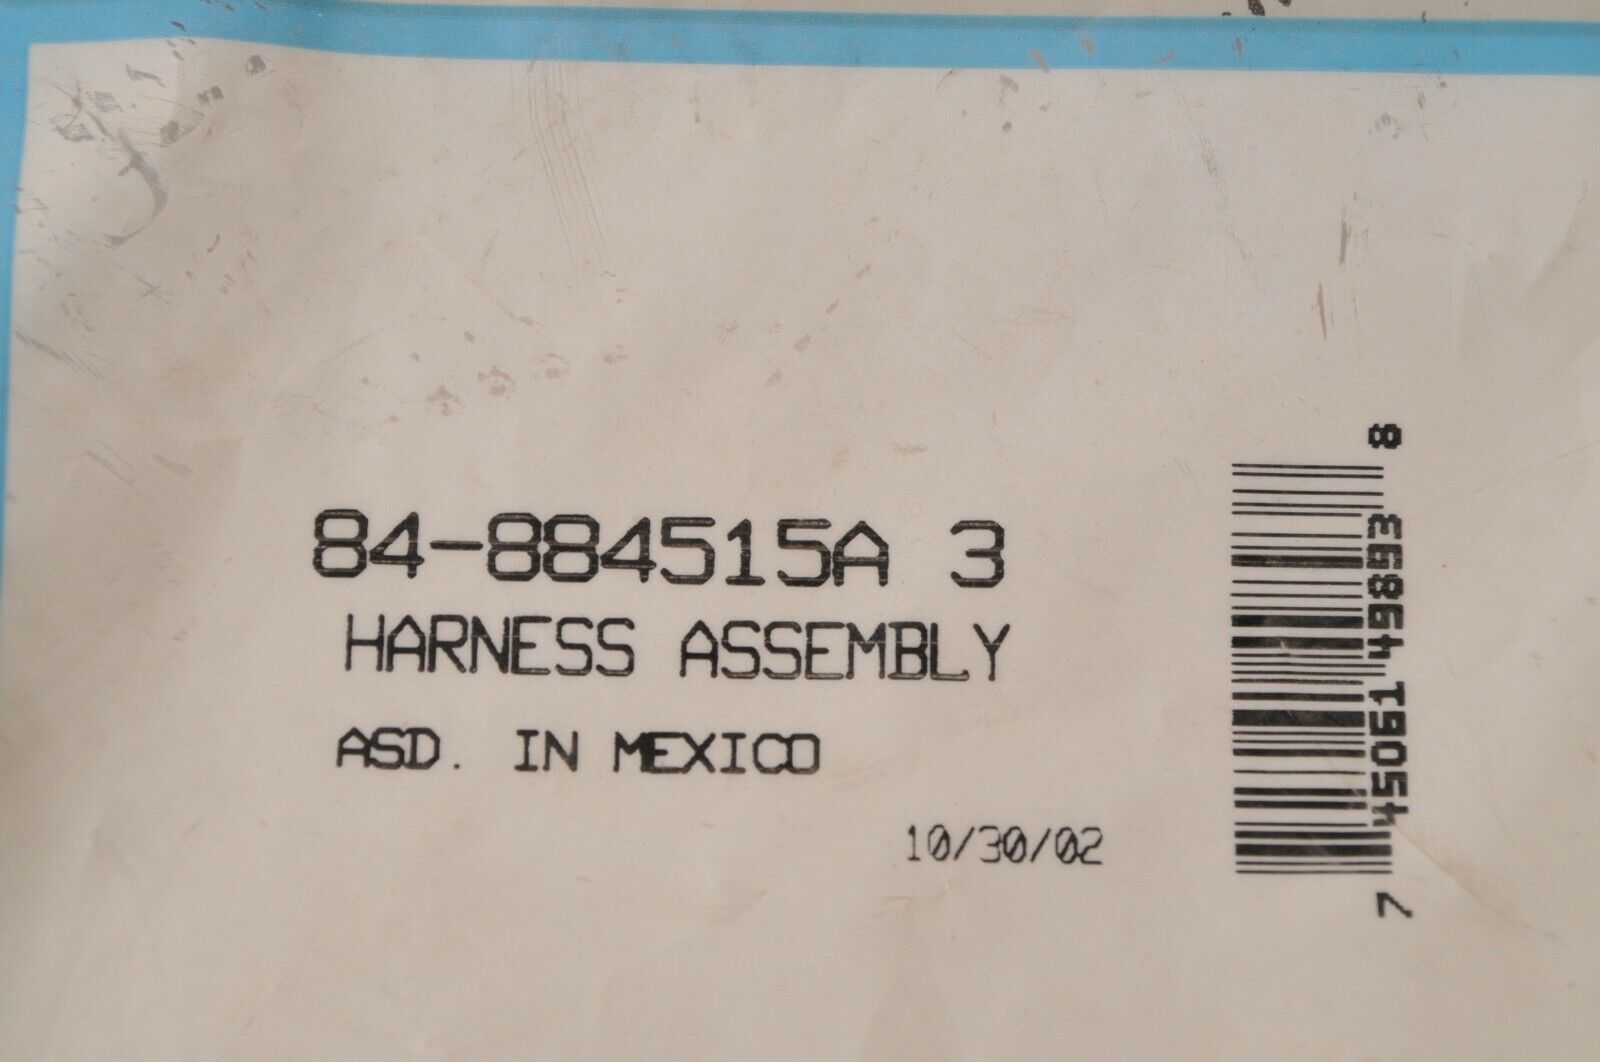 84-884515A 3
HARNESS ASSEMBLY
ASD. IN MEXICO
10/30/02
7 45061 49893 8